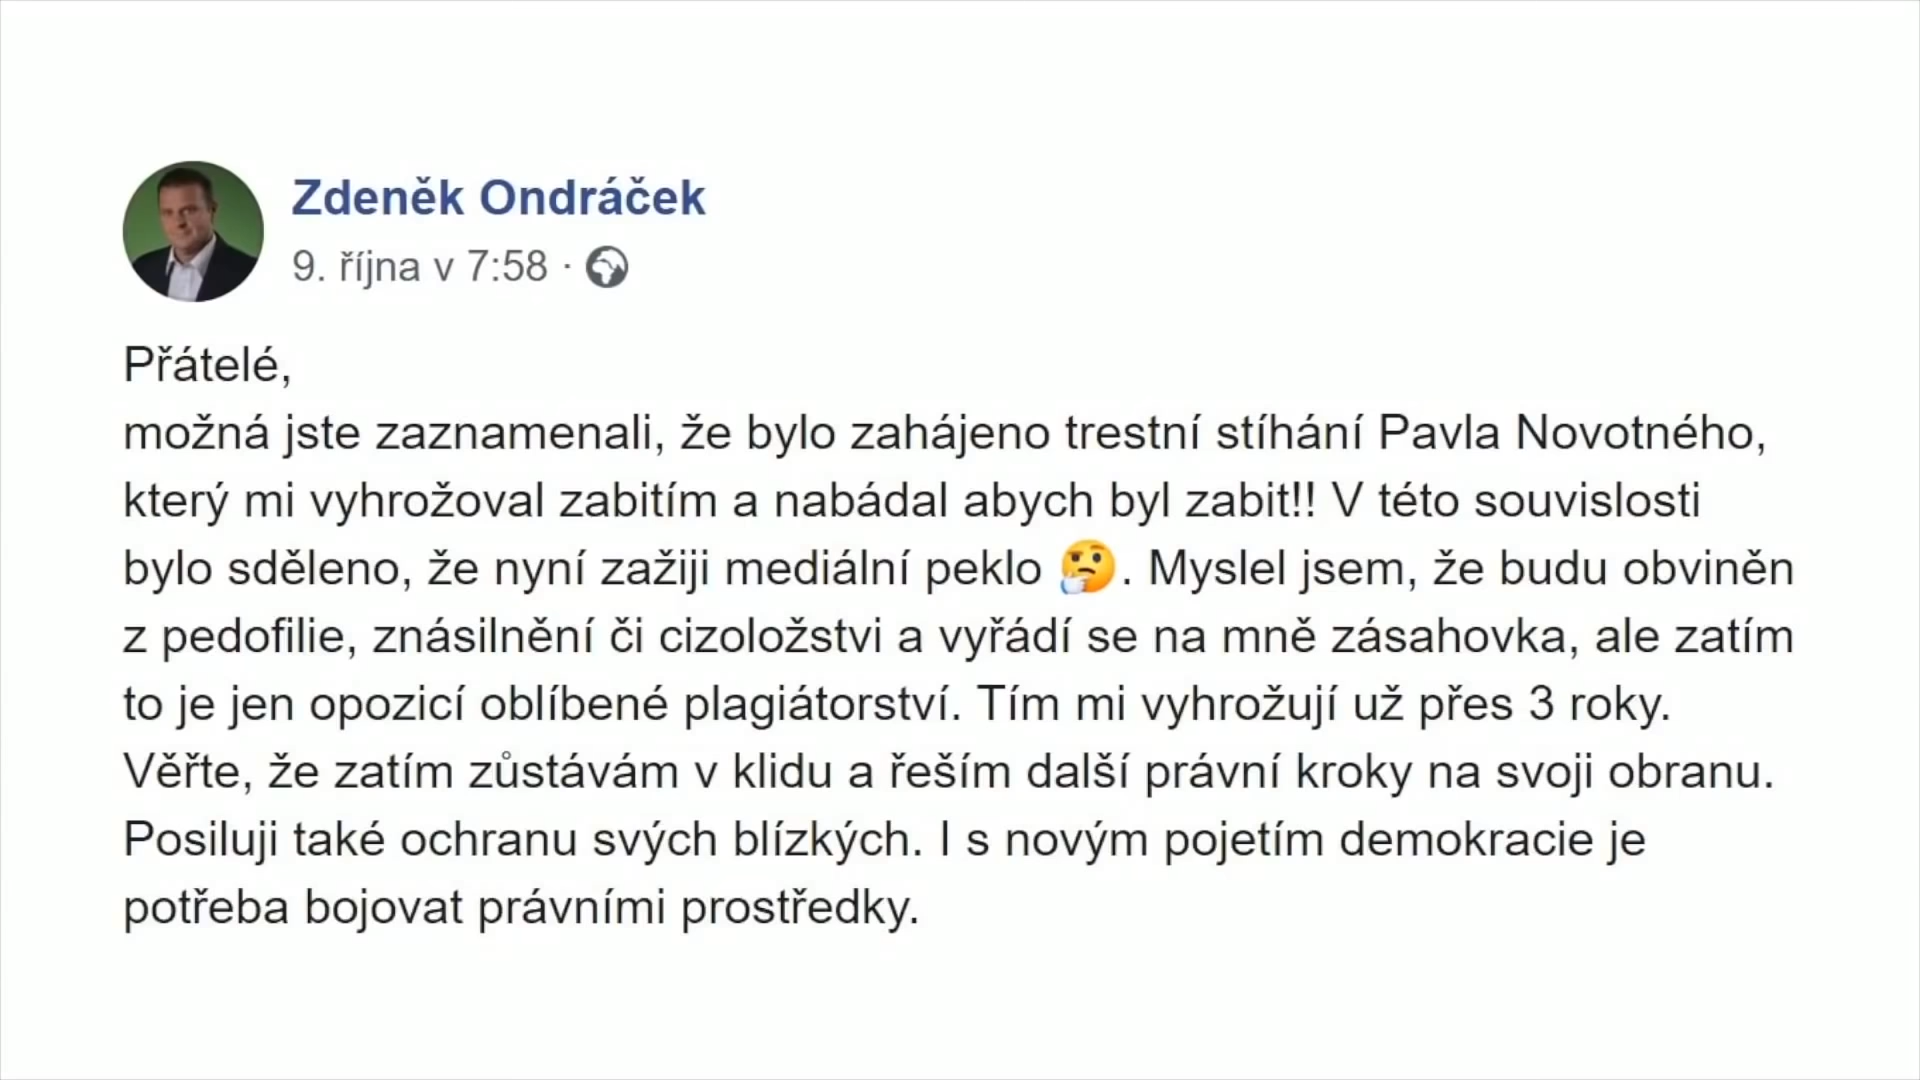 Zdeněk Ondráček
9. října v 7:58 ·
Přátelé,
možná jste zaznamenali, že bylo zahájeno trestní stíhání Pavla Novotného,
který mi vyhrožoval zabitím a nabádal abych byl zabit!! V této souvislosti
bylo sděleno, že nyní zažiji mediální peklo 🤔. Myslel jsem, že budu obviněn
z pedofilie, znásilnění či cizoložstvi a vyřádí se na mně zásahovka, ale zatím
to je jen opozicí oblíbené plagiátorství. Tím mi vyhrožují už přes 3 roky.
Věřte, že zatím zůstávám v klidu a řeším další právní kroky na svoji obranu.
Posiluji také ochranu svých blízkých. I s novým pojetím demokracie je
potřeba bojovat právními prostředky.